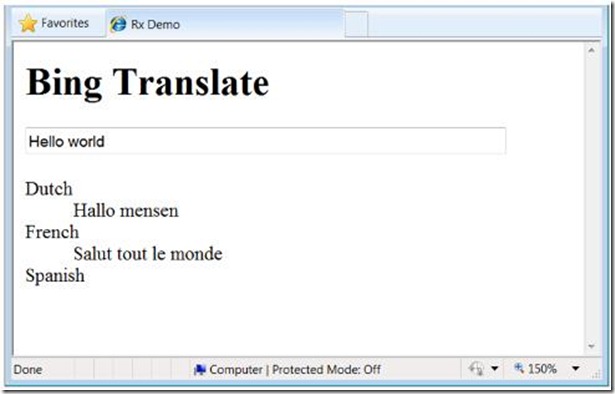 Favorites
Rx Demo
Bing Translate
Hello world
Dutch
Hallo mensen
French
Salut tout le monde
Spanish
Done
Computer | Protected Mode: Off
150%